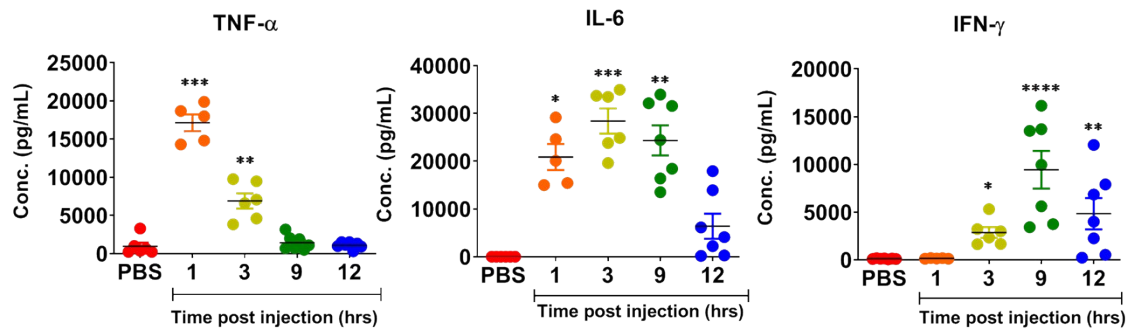 TNF-α
Conc. (pg/mL)
25000
20000
15000
10000
5000
0
***
**
PBS 1 3 9 12
Time post injection (hrs)
IL-6
Conc. (pg/mL)
40000
30000
20000
10000
0
*
***
**
PBS 1 3 9 12
Time post injection (hrs)
IFN-γ
Conc. (pg/mL)
20000
15000
10000
5000
0
*
****
**
PBS 1 3 9 12
Time post injection (hrs)